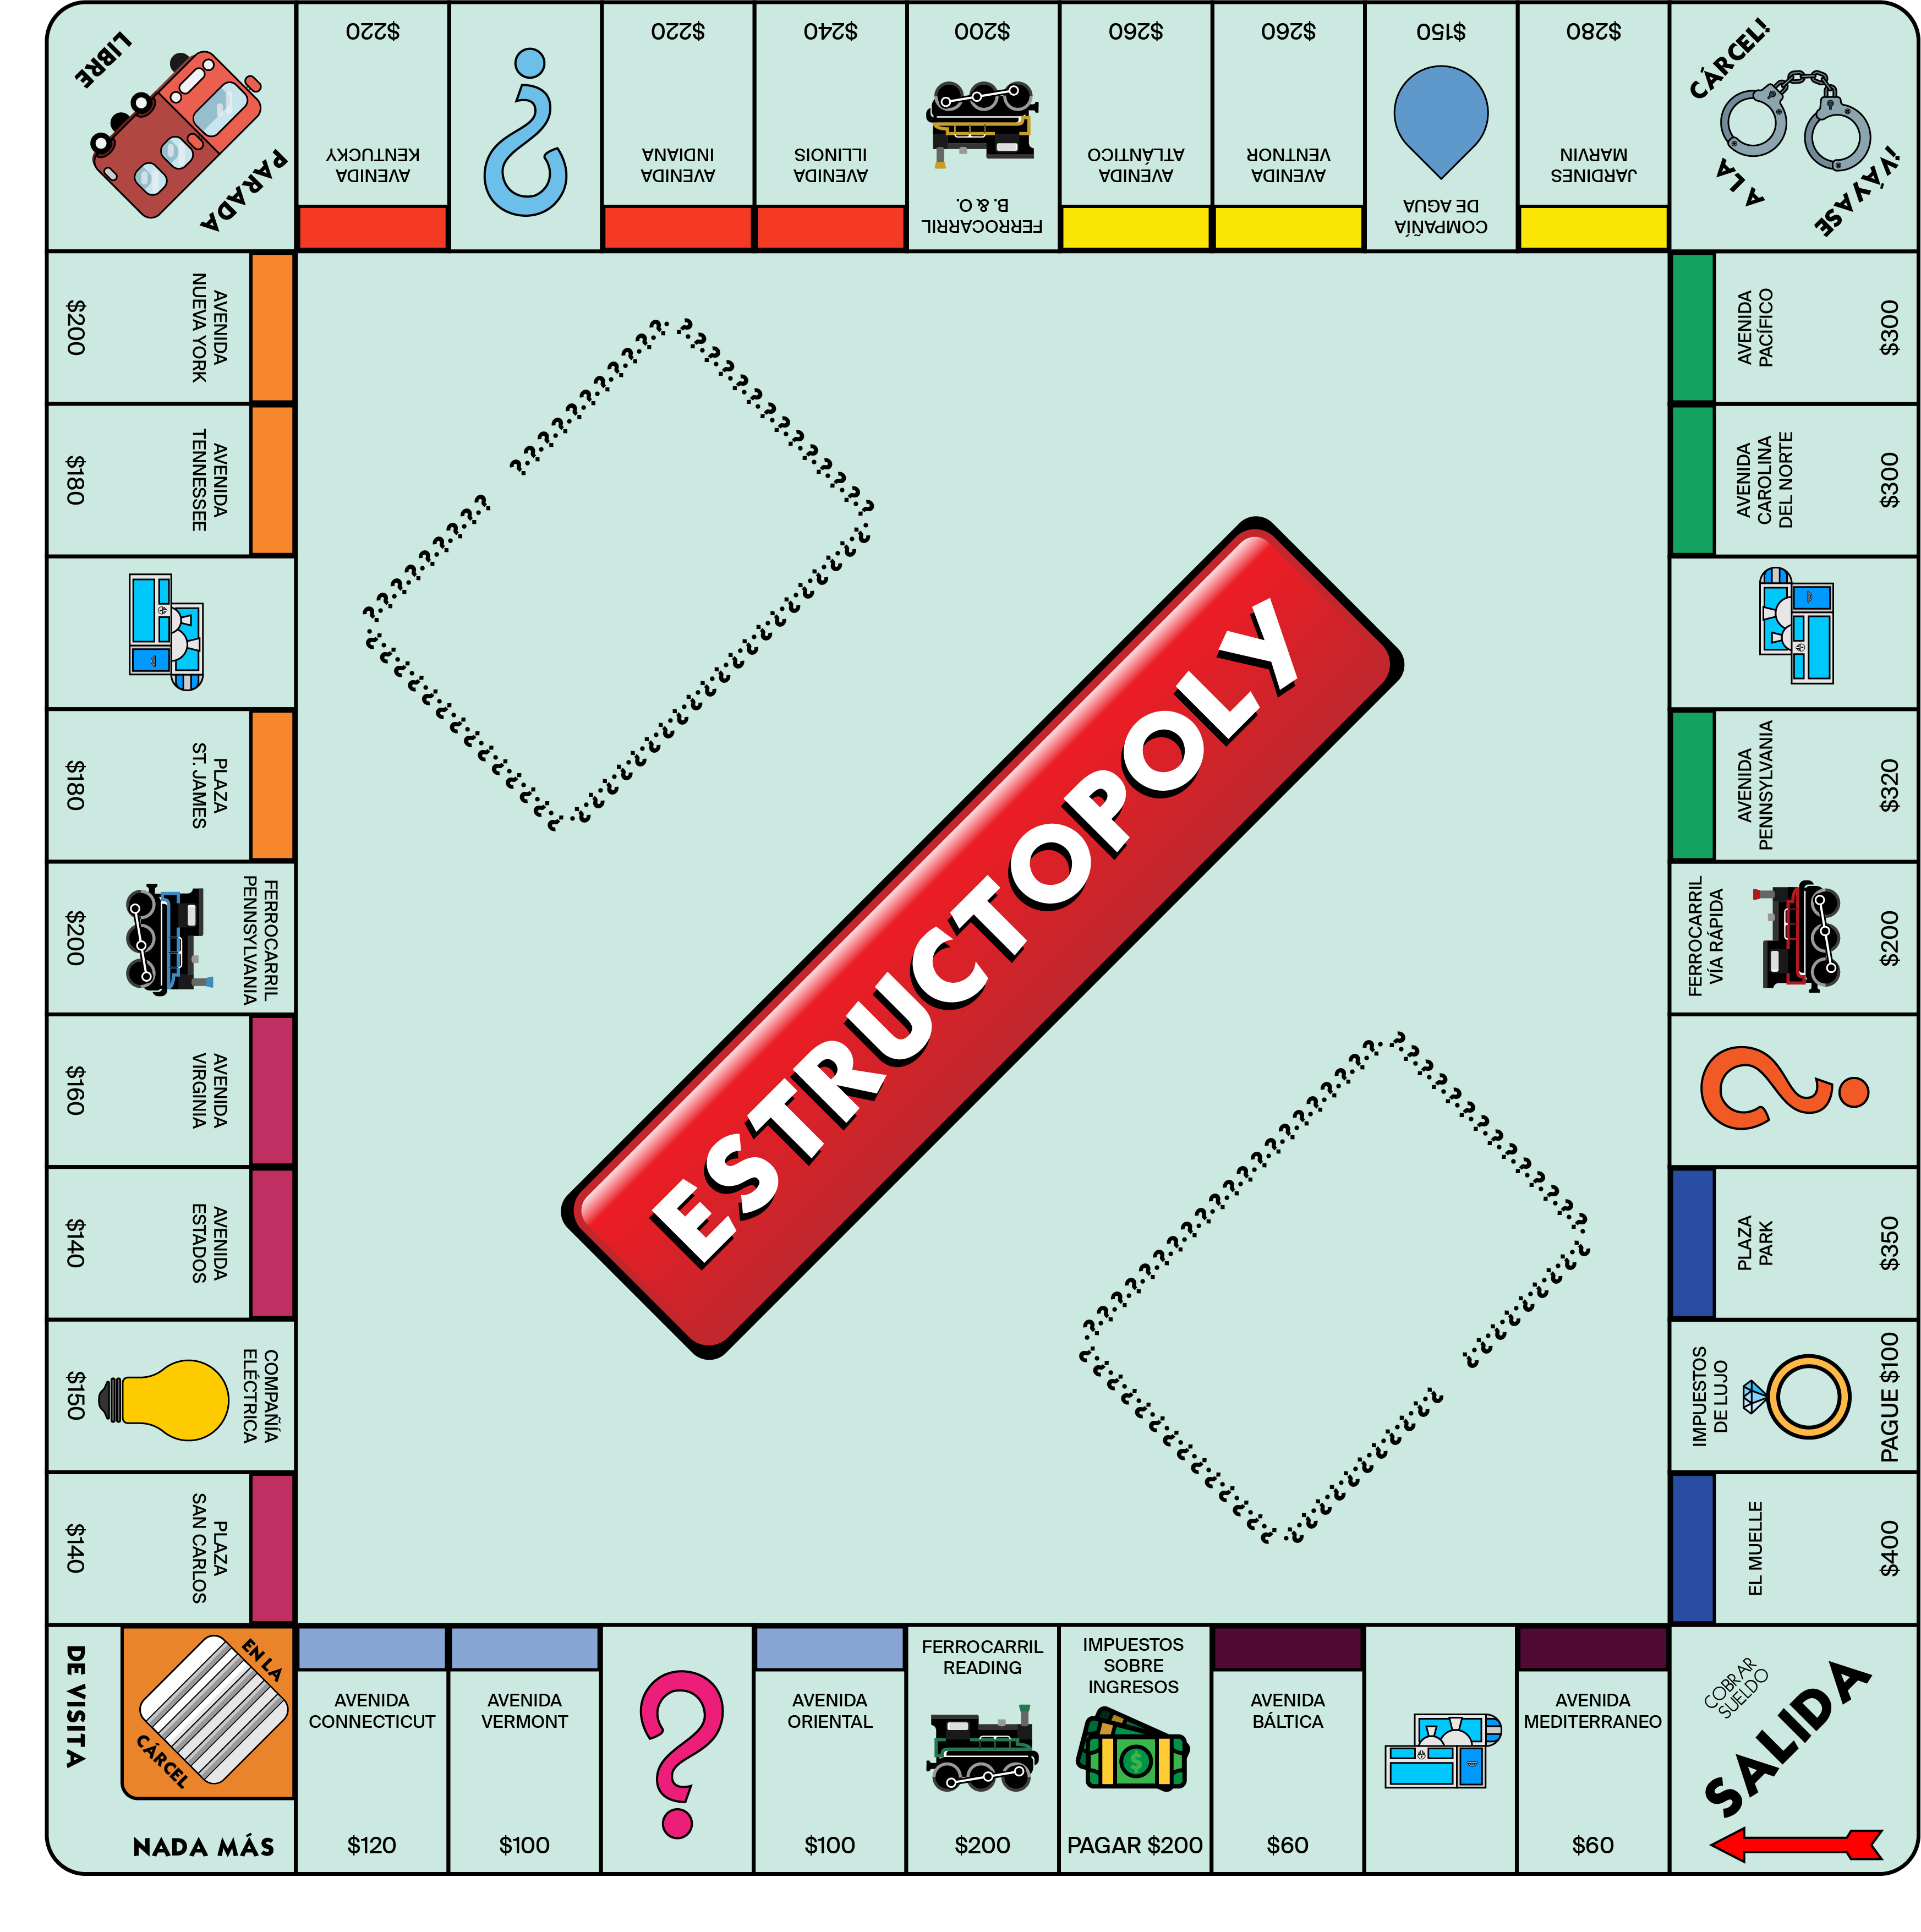 LIBRE
PARADA
$220
AVENIDA
KENTUCKY
$220
AVENIDA
INDIANA
$240
AVENIDA
ILLINOIS
$200
FERROCARRIL
B. & O.
$260
AVENIDA
ATLÁNTICO
$260
AVENIDA
VENTNOR
$150
COMPAÑÍA
DE AGUA
$280
JARDINES
MARVIN
¡VÁYASE
A LA
CÁRCEL!
AVENIDA
NUEVA YORK
$200
AVENIDA
TENNESSEE
$180
PLAZA
ST. JAMES
$180
FERROCARRIL
PENNSYLVANIA
$200
AVENIDA
VIRGINIA
$160
AVENIDA
ESTADOS
$140
COMPAÑÍA
ELÉCTRICA
$150
PLAZA
SAN CARLOS
$140
ESTRUCTOPOLY
AVENIDA
PACÍFICO
$300
AVENIDA
CAROLINA
DEL NORTE
$300
AVENIDA
PENNSYLVANIA
$320
FERROCARRIL
VÍA RÁPIDA
$200
PLAZA
PARK
$350
IMPUESTOS
DE LUJO
PAGUE $100
EL MUELLE
$400
DE VISITA
NADA MÁS
EN LA
CÁRCEL
AVENIDA
CONNECTICUT
$120
AVENIDA
VERMONT
$100
?
AVENIDA
ORIENTAL
$100
FERROCARRIL
READING
$200
IMPUESTOS
SOBRE
INGRESOS
$
PAGAR $200
AVENIDA
BÁLTICA
$60
AVENIDA
MEDITERRANEO
$60
COBRAR
SUELDO
SALIDA